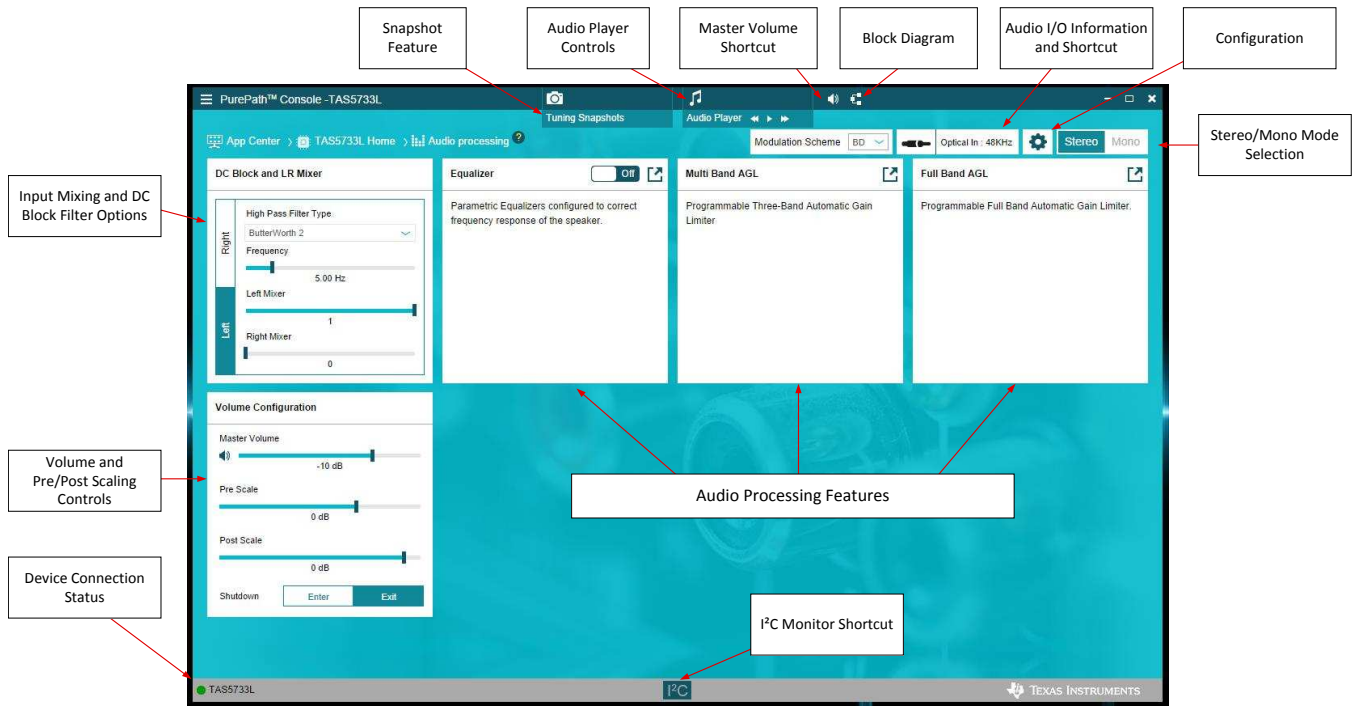 Snapshot
Feature
Audio Player
Controls
Master Volume
Shortcut
Block Diagram
Audio I/O Information
and Shortcut
Configuration
PurePath™ Console -TAS5733L
Tuning Snapshots
Audio Player
App Center
TAS5733L Home
Audio processing
?
Modulation Scheme
BD
Optical In : 48KHz
Stereo
Mono
Stereo/Mono Mode
Selection
Input Mixing and DC
Block Filter Options
DC Block and LR Mixer
Right
Left
High Pass Filter Type
ButterWorth 2
Frequency
5.00 Hz
Left Mixer
1
Right Mixer
0
Equalizer
Off
Parametric Equalizers configured to correct
frequency response of the speaker.
Multi Band AGL
Programmable Three-Band Automatic Gain
Limiter
Full Band AGL
Programmable Full Band Automatic Gain Limiter.
Volume and
Pre/Post Scaling
Controls
Volume Configuration
Master Volume
-10 dB
Pre Scale
0 dB
Post Scale
0 dB
Shutdown
Enter
Exit
Audio Processing Features
Device Connection
Status
I²C Monitor Shortcut
TAS5733L
I²C
TEXAS INSTRUMENTS